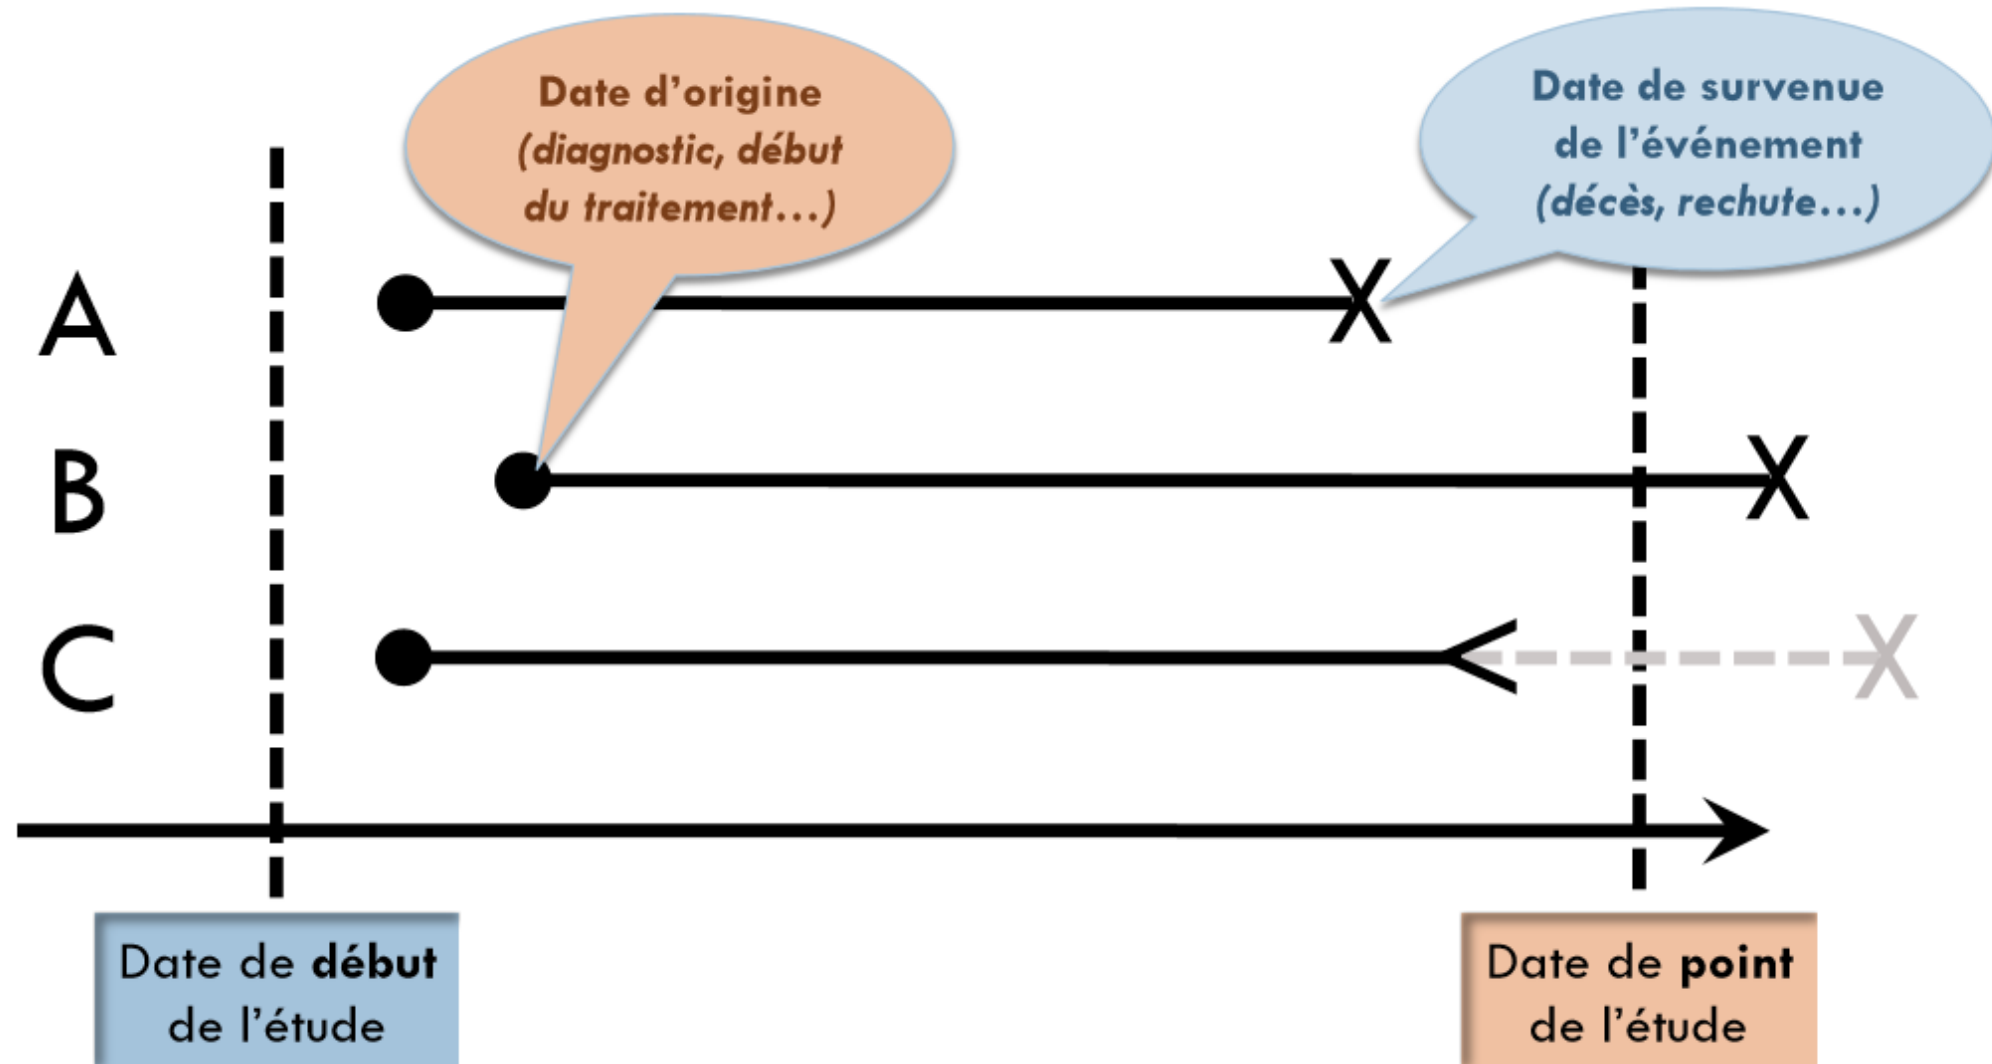 Date d'origine
(diagnostic, début
du traitement...)
Date de survenue
de l'événement
(décès, rechute...)
A
X
B
X
C
X
Date de début
de l'étude
Date de point
de l'étude